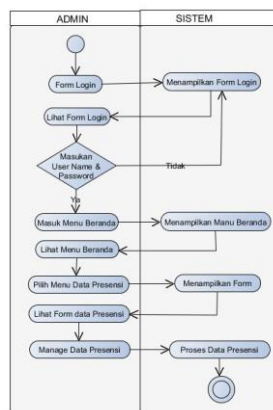 ADMIN
SISTEM
Form Login
Menampilkan Form Login
Lihat Form Login
Masukan
User Name &
Password
Tidak
Ya
Masuk Menu Beranda
Menampilkan Manu Beranda
Lihat Menu Beranda
Pilih Menu Data Presensi
Menampilkan Form
Lihat Form data Presensi
Manage Data Presensi
Proses Data Presensi